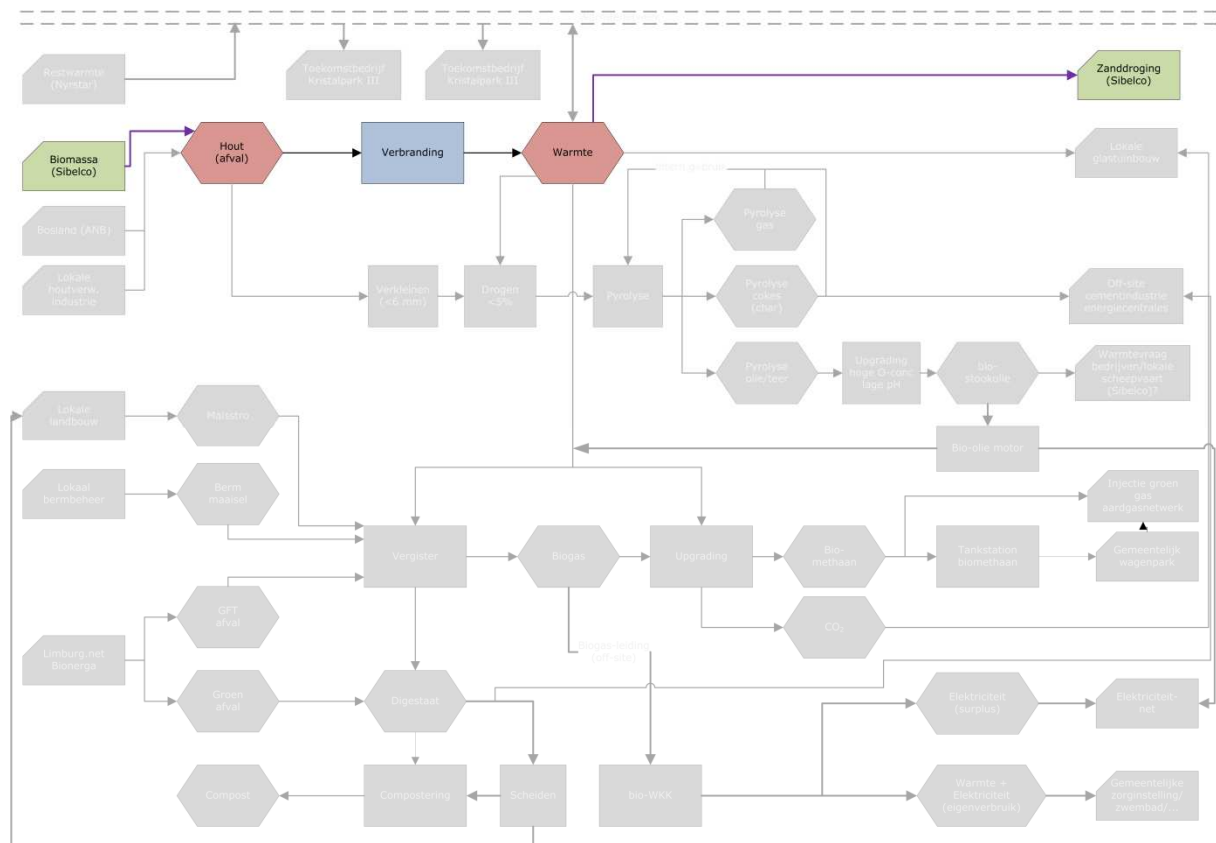 Restwarmte
(Nyrstar)
Toekomstbedrijf
Kristalpark III
Toekomstbedrijf
Kristalpark III
Zanddroging
(Sibelco)
Biomassa
(Sibelco)
Hout
(afval)
Verbranding
Warmte
Lokale
glastuinbouw
Bosland (ANB)
Pyrolyse
gas
Lokale
houtverw.
industrie
Verkleinen
(<6 mm)
Drogen
<5%
Pyrolyse
Pyrolyse
cokes
(char)
Off-site
cementindustrie
energiecentrales
Pyrolyse
olie/teer
Upgrading
hoge O-conc
lage pH
bio-
stookolie
Warmtevraag
bedrijven/lokale
scheepvaart
(Sibelco)?
Lokale
landbouw
Maisstro
Bio-olie motor
Lokaal
bermbeheer
Berm
maaisel
Injectie groen
gas
aardgasnetwerk
Vergister
Biogas
Upgrading
Bio-
methaan
Tankstation
biomethaan
Gemeentelijk
wagenpark
GFT
afval
CO₂
Limburg.net
Bionerga
Biogas-leiding
(off-site)
Groen
afval
Digestaat
Elektriciteit
(surplus)
Elektriciteit-
net
Compost
Compostering
Scheiden
bio-WKK
Warmte +
Elektriciteit
(eigenverbruik)
Gemeentelijke
zorginstelling/
zwembad/...